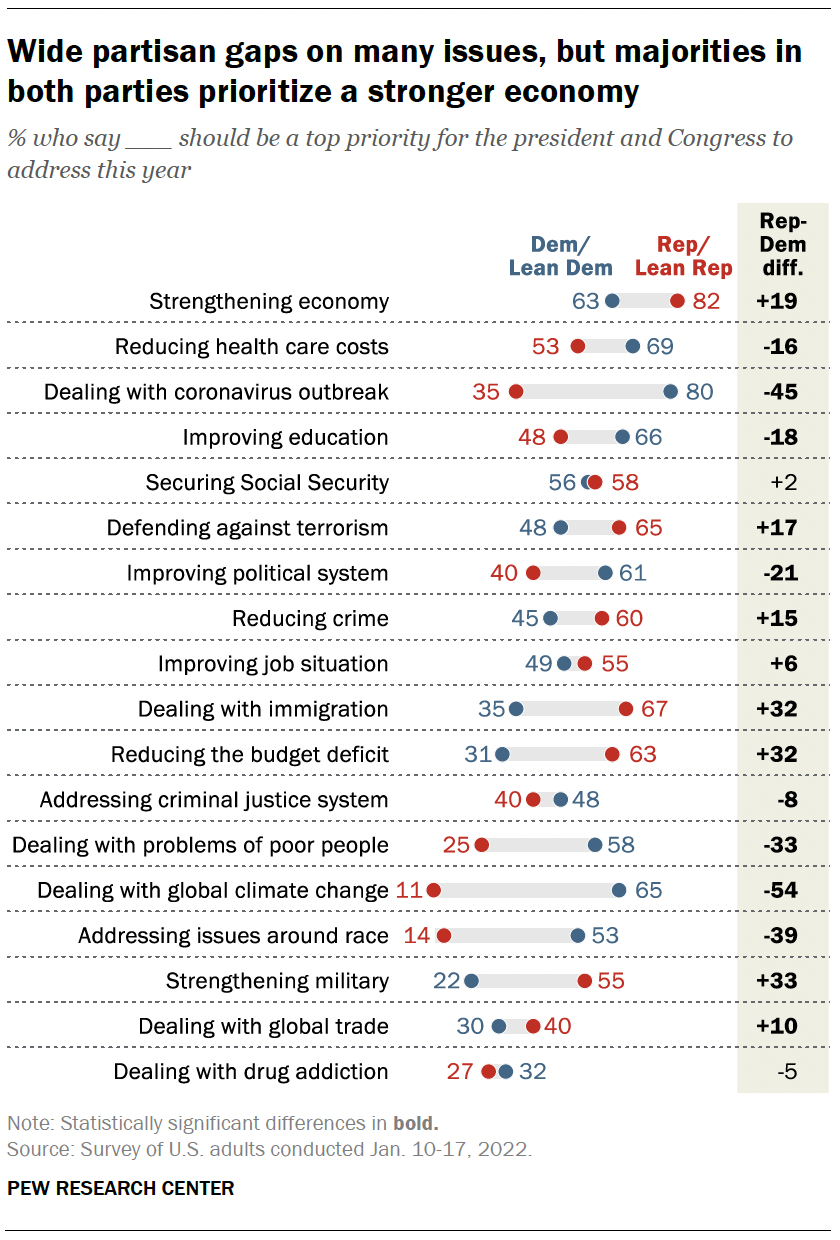 Wide partisan gaps on many issues, but majorities in
both parties prioritize a stronger economy
% who say ___ should be a top priority for the president and Congress to
address this year
Dem/
Lean Dem
Rep/
Lean Rep
Rep-
Dem
diff.
Strengthening economy 63 82 +19
Reducing health care costs 53 69 -16
Dealing with coronavirus outbreak 35 80 -45
Improving education 48 66 -18
Securing Social Security 56 58 +2
Defending against terrorism 48 65 +17
Improving political system 40 61 -21
Reducing crime 45 60 +15
Improving job situation 49 55 +6
Dealing with immigration 35 67 +32
Reducing the budget deficit 31 63 +32
Addressing criminal justice system 40 48 -8
Dealing with problems of poor people 25 58 -33
Dealing with global climate change 11 65 -54
Addressing issues around race 14 53 -39
Strengthening military 22 55 +33
Dealing with global trade 30 40 +10
Dealing with drug addiction 27 32 -5
Note: Statistically significant differences in bold.
Source: Survey of U.S. adults conducted Jan. 10-17, 2022.
PEW RESEARCH CENTER